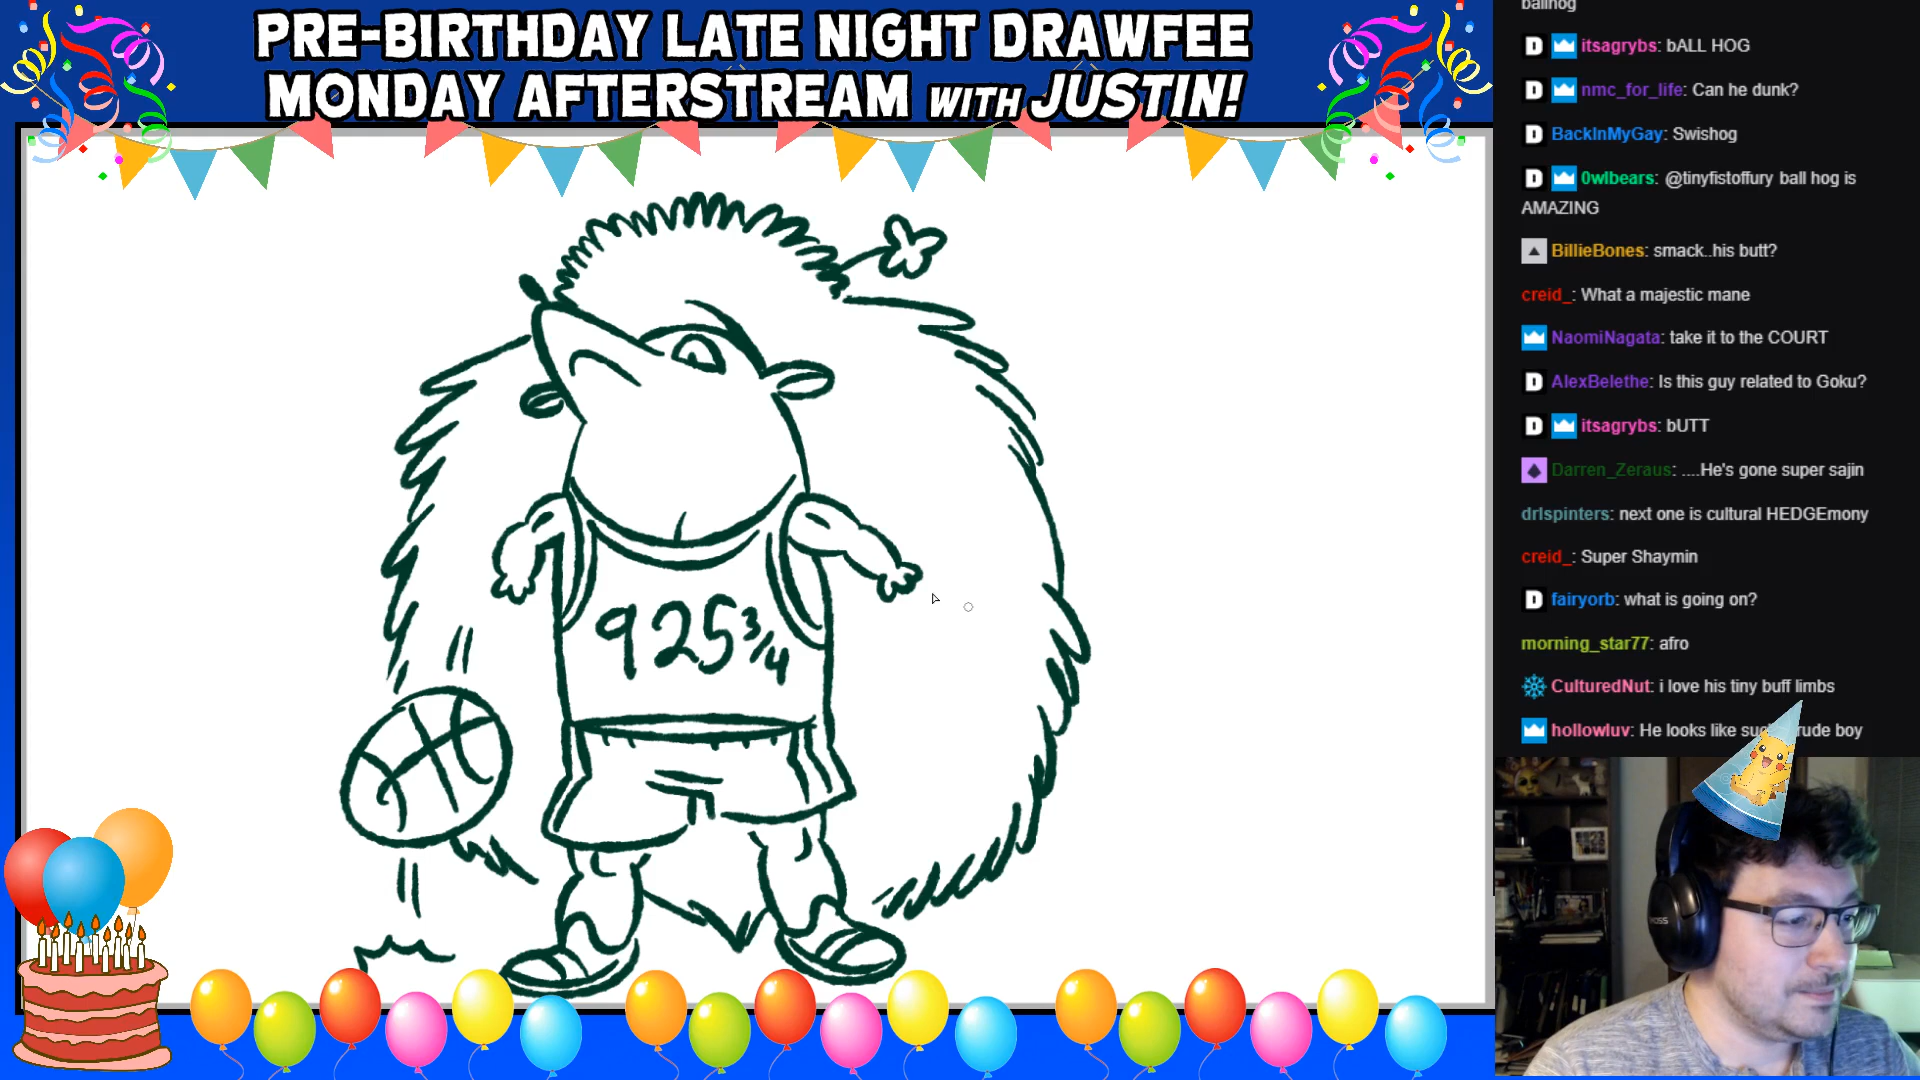 PRE-BIRTHDAY LATE NIGHT DRAWFEE
MONDAY AFTERSTREAM WITH JUSTIN!
925 3/4
ballhog
itsagrybs: bALL HOG
nmc_for_life: Can he dunk?
BackInMyGay: Swishog
0wlbears: @tinyfistoffury ball hog is
AMAZING
BillieBones: smack..his butt?
creid_: What a majestic mane
NaomiNagata: take it to the COURT
AlexBelethe: Is this guy related to Goku?
itsagrybs: bUTT
Darren_Zeraus: ....He's gone super sajin
drlspinters: next one is cultural HEDGEmony
creid_: Super Shaymin
fairyorb: what is going on?
morning_star77: afro
CulturedNut: i love his tiny buff limbs
hollowluv: He looks like rude boy